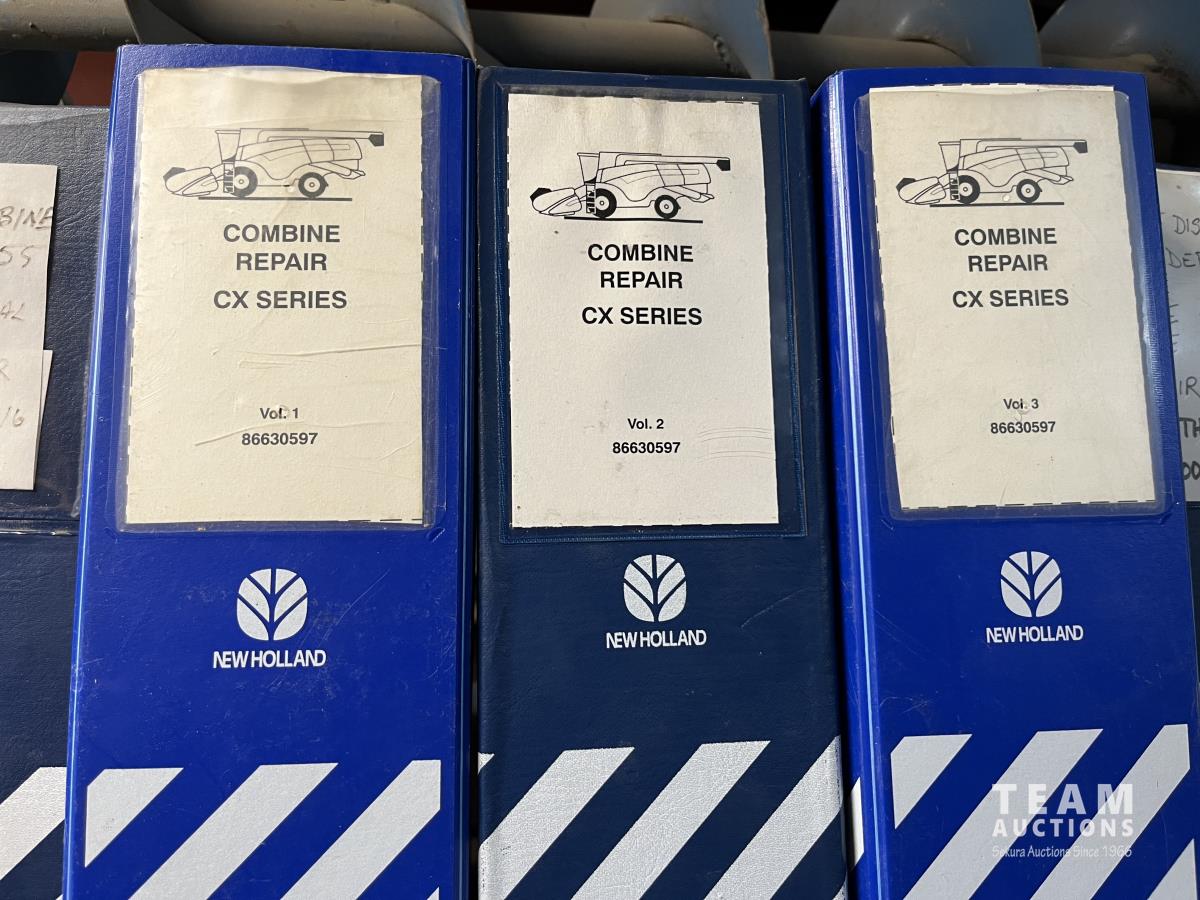 COMBINE
REPAIR
CX SERIES
Vol. 1
86630597
NEW HOLLAND
COMBINE
REPAIR
CX SERIES
Vol. 2
86630597
NEW HOLLAND
COMBINE
REPAIR
CX SERIES
Vol. 3
86630597
NEW HOLLAND
TEAM
AUCTIONS
Sekura Auctions Since 1966